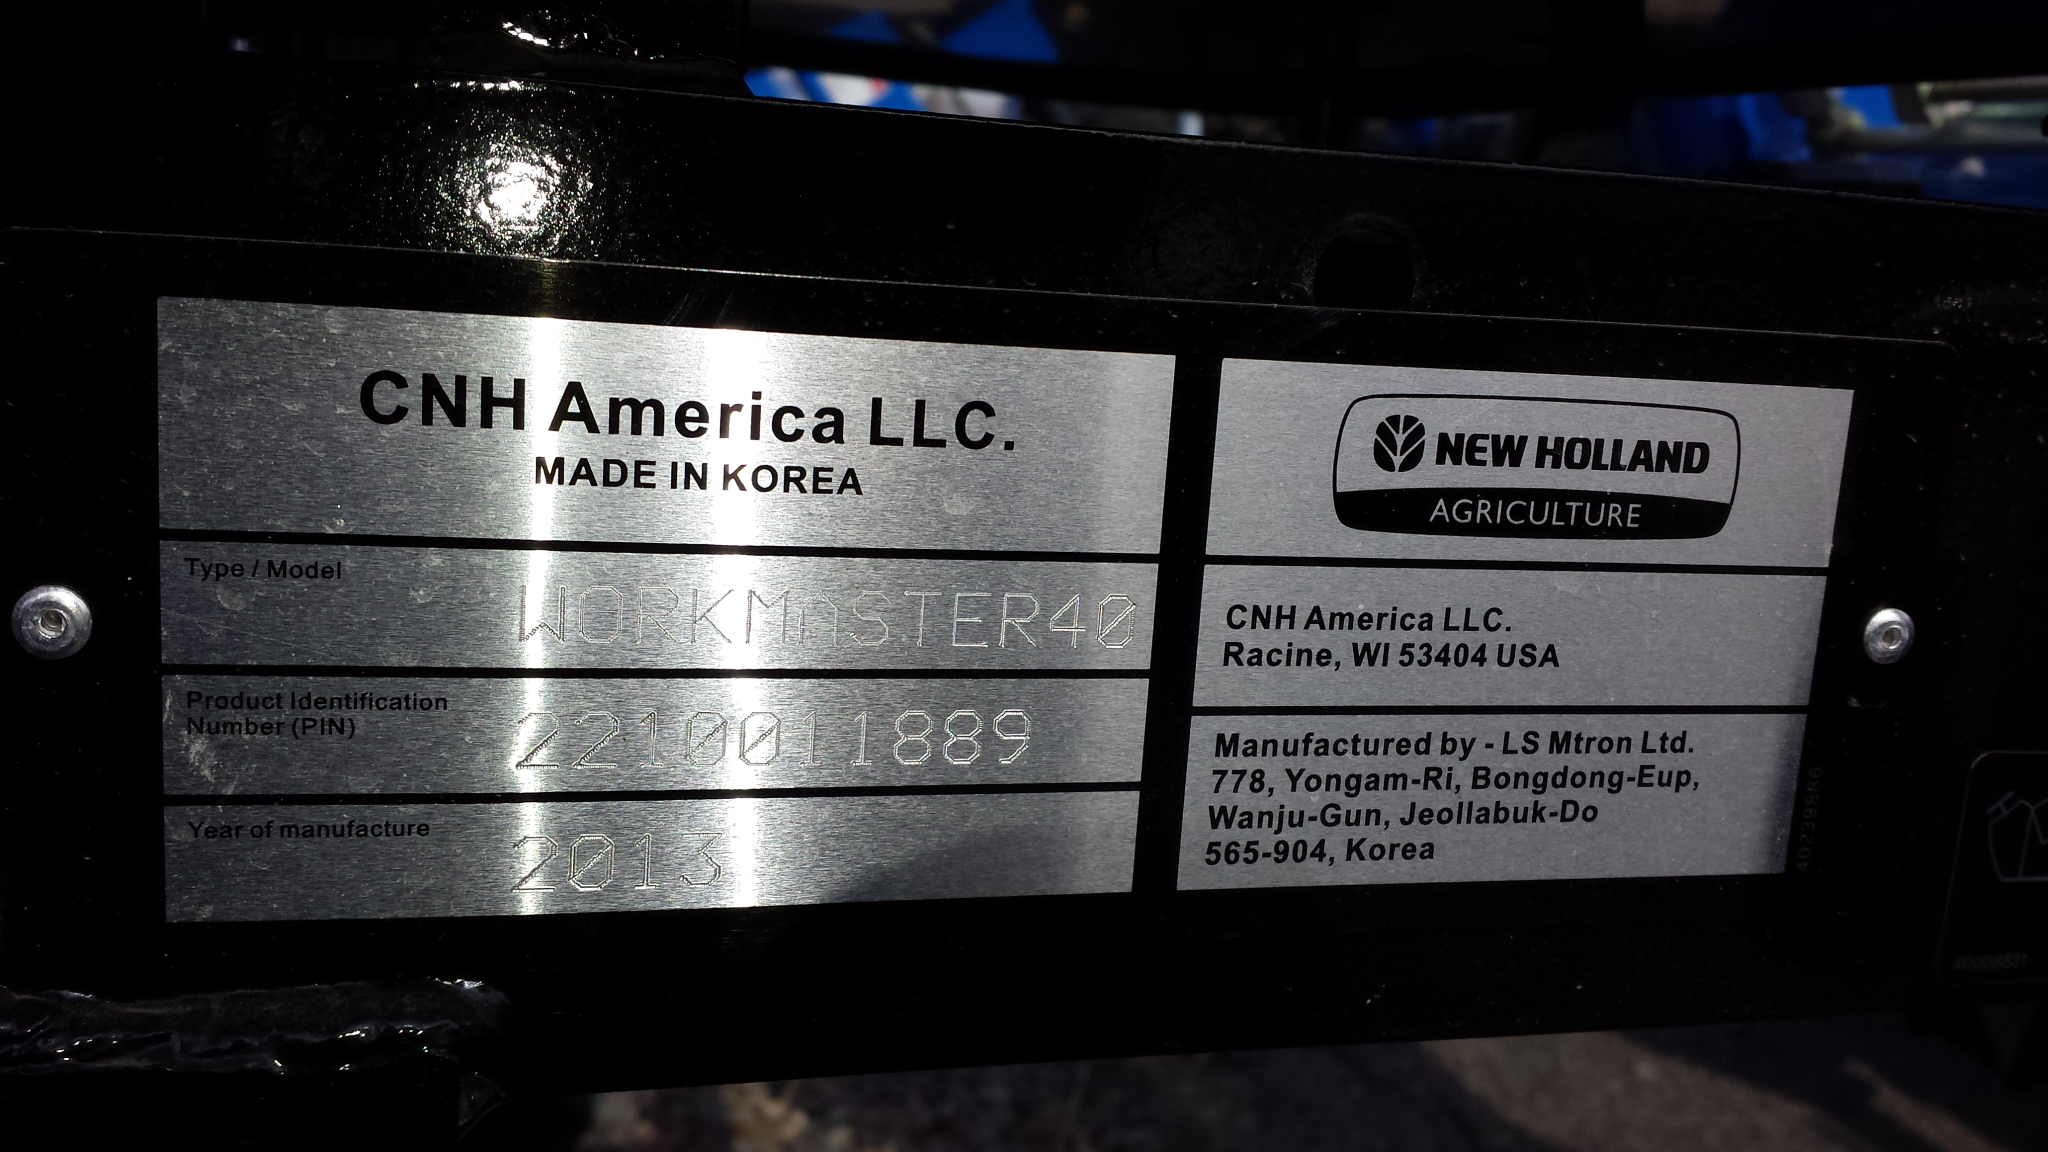 CNH America LLC.
MADE IN KOREA
Type / Model
WORKMASTER40
Product Identification
Number (PIN)
2210011889
Year of manufacture
2013
NEW HOLLAND
AGRICULTURE
CNH America LLC.
Racine, WI 53404 USA
Manufactured by - LS Mtron Ltd.
778, Yongam-Ri, Bongdong-Eup,
Wanju-Gun, Jeollabuk-Do
565-904, Korea
40239886